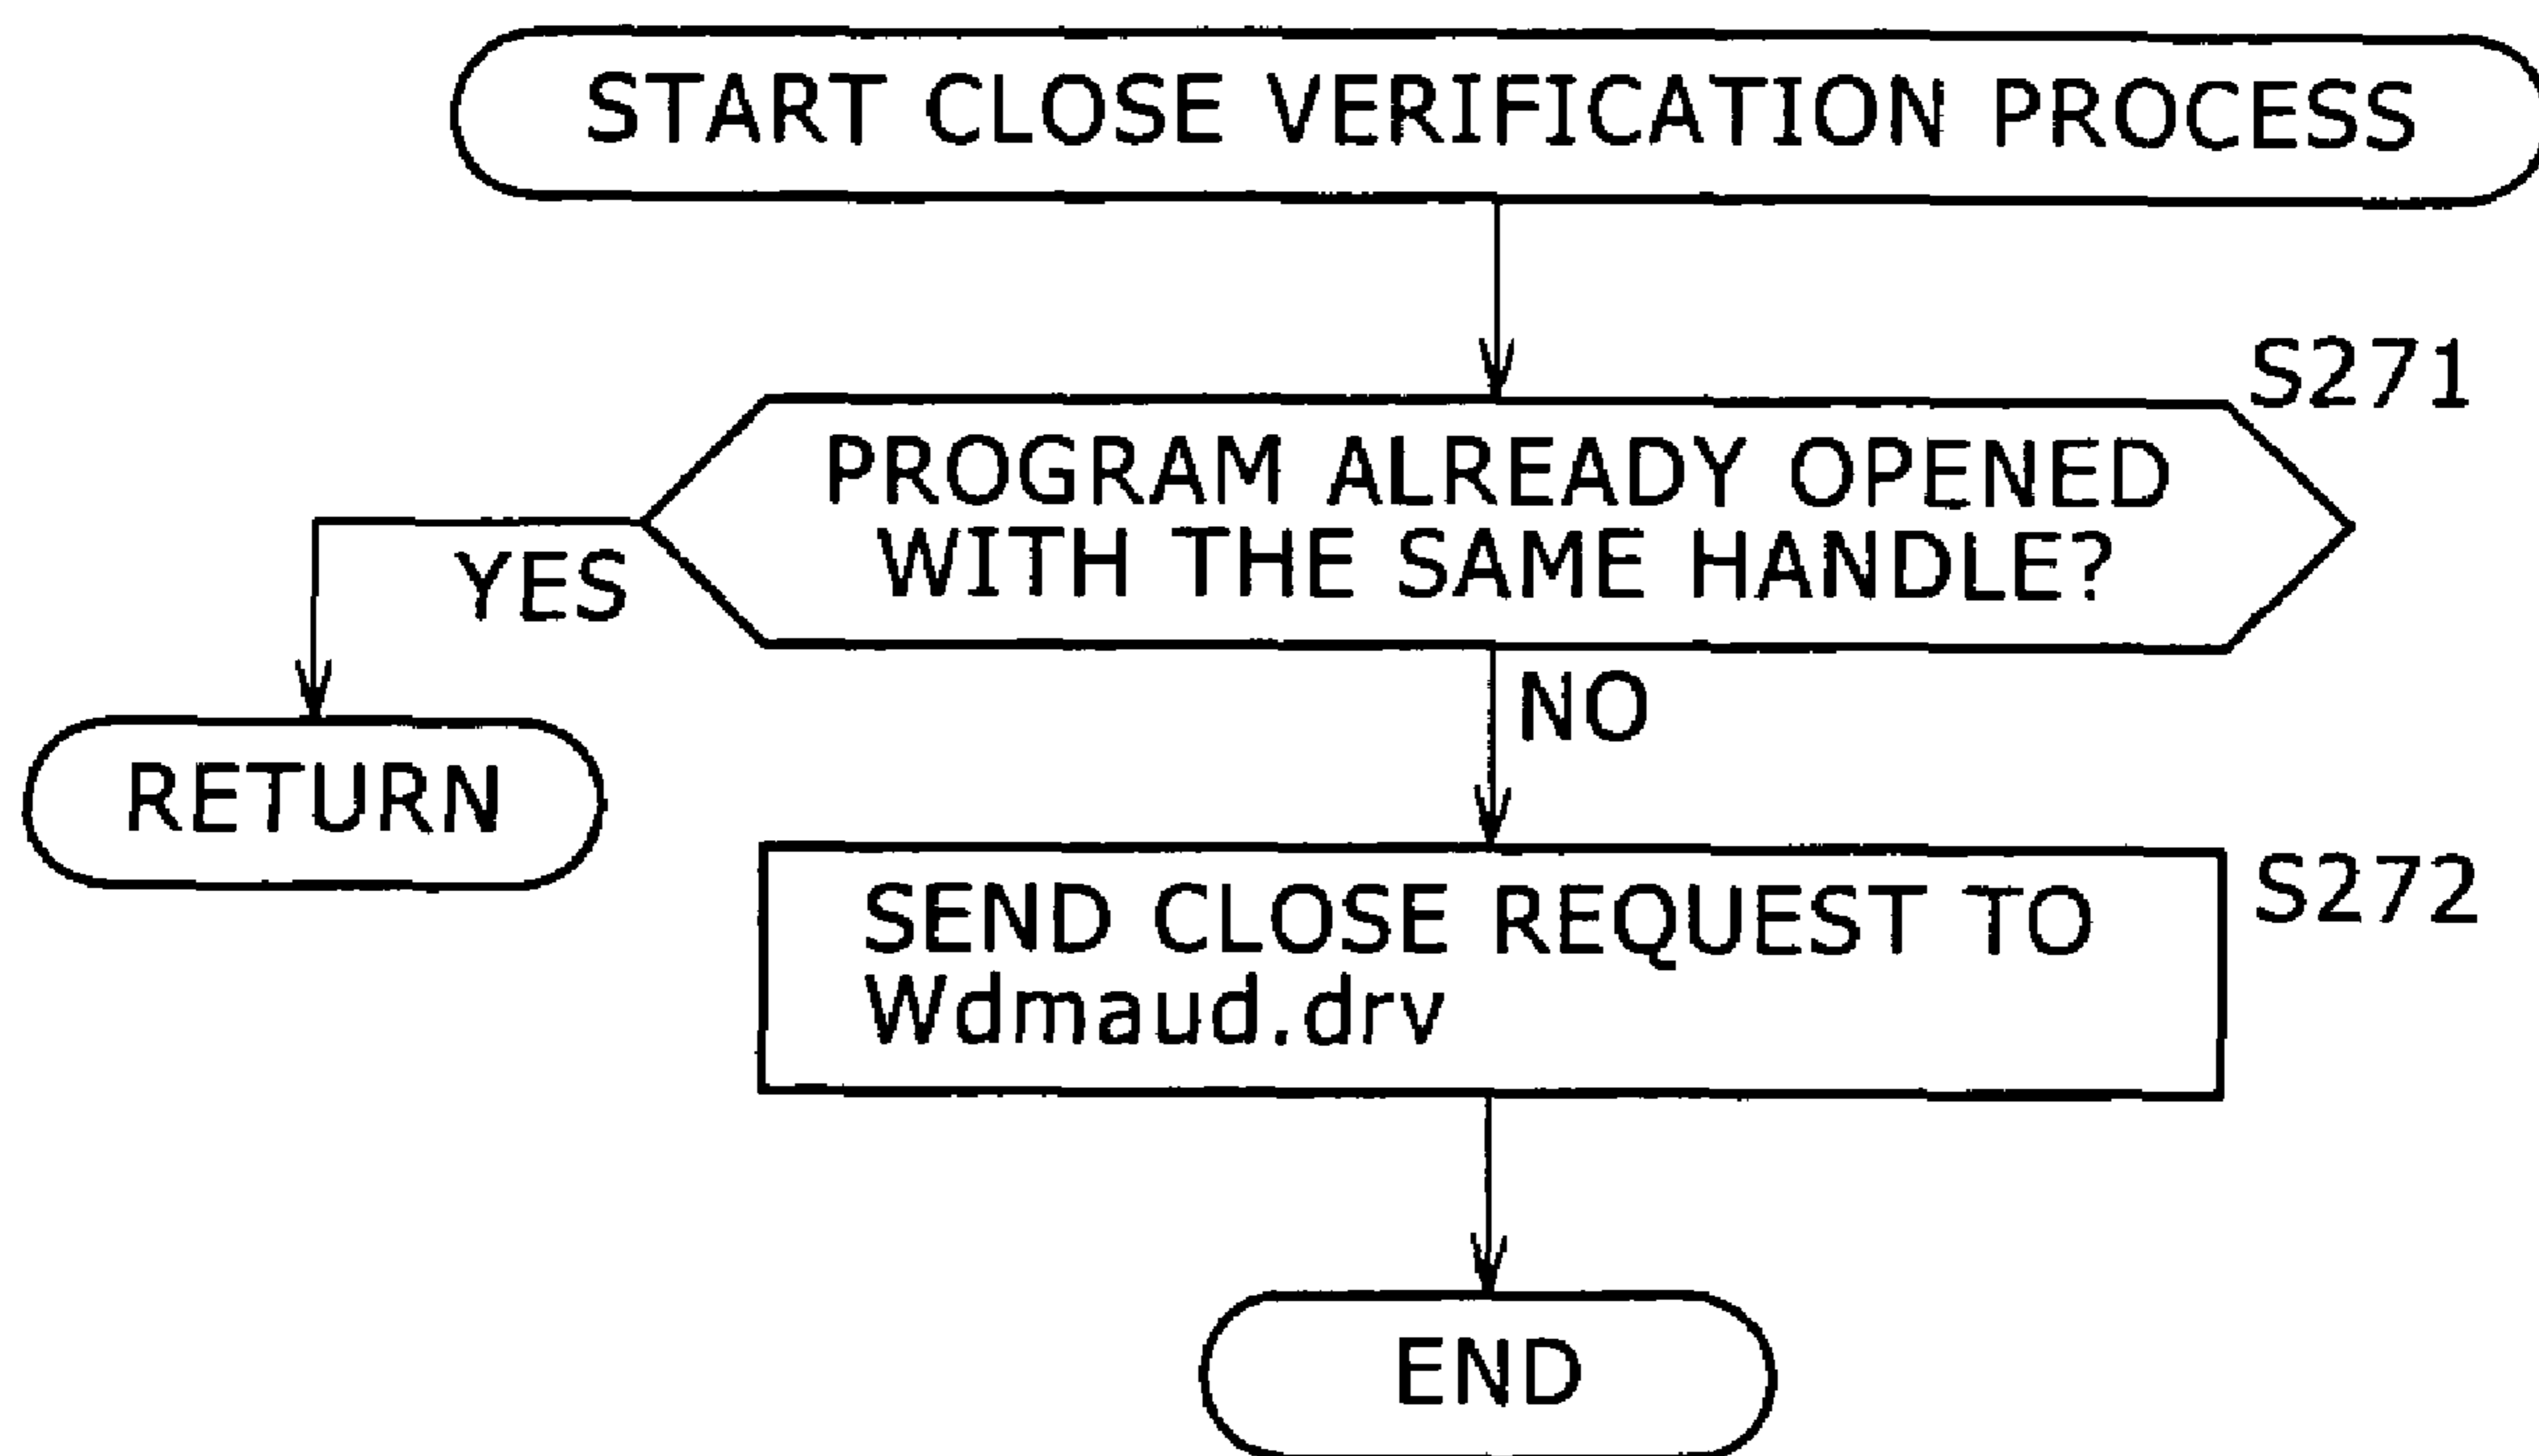 START CLOSE VERIFICATION PROCESS
S271
PROGRAM ALREADY OPENED
WITH THE SAME HANDLE?
YES
NO
RETURN
S272
SEND CLOSE REQUEST TO
Wdmaud.drv
END